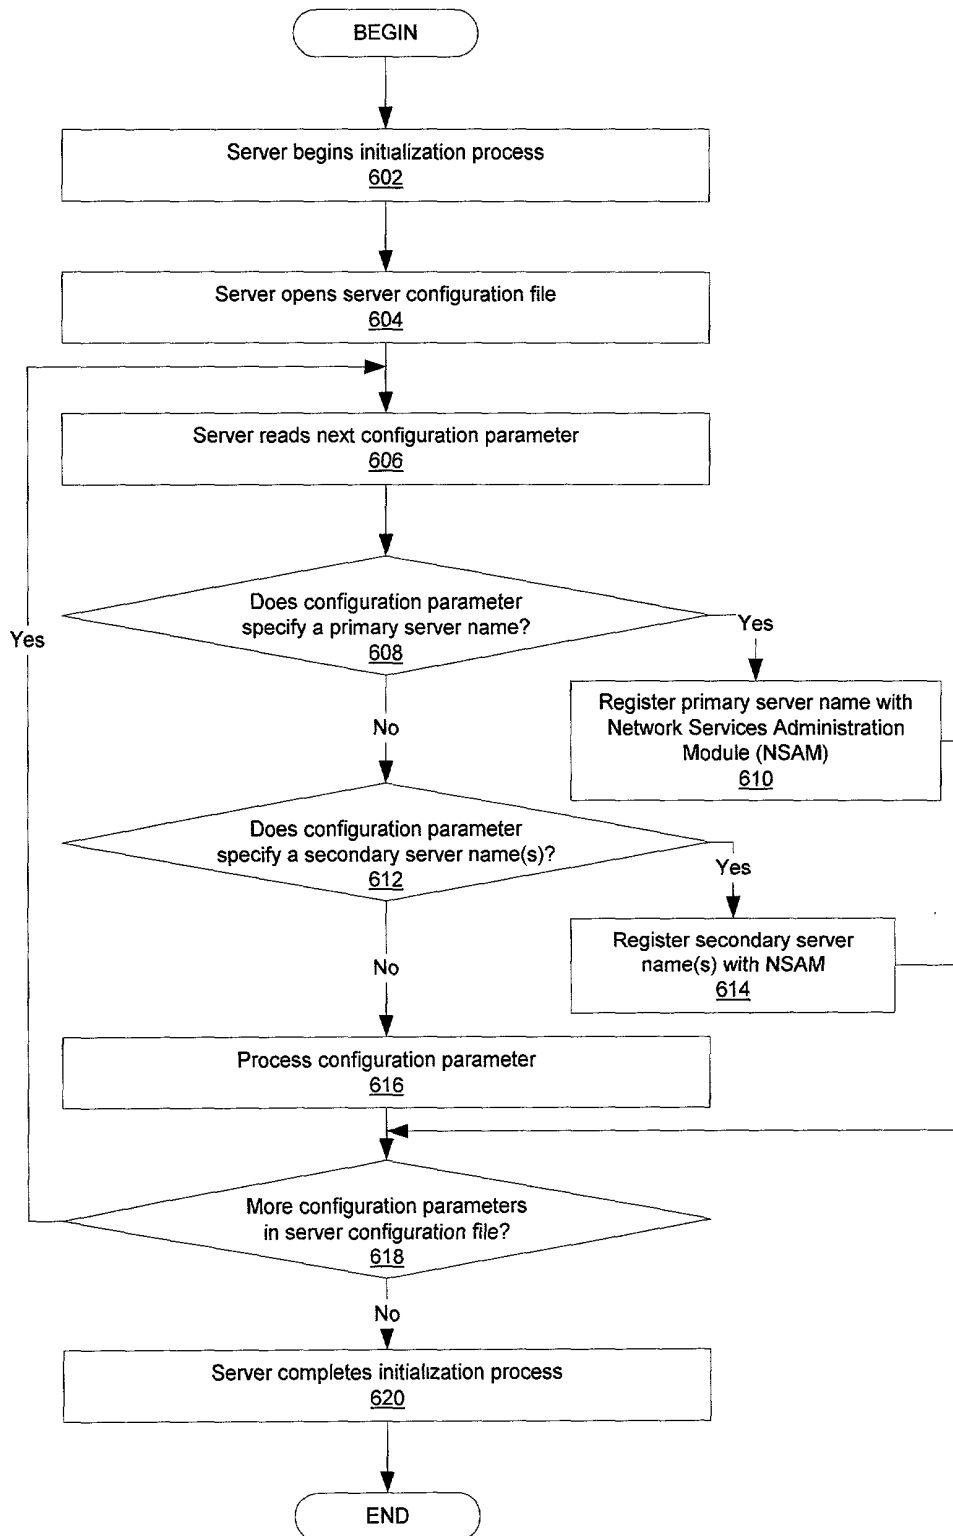 BEGIN
Server begins initialization process
602
Server opens server configuration file
604
Server reads next configuration parameter
606
Does configuration parameter
specify a primary server name?
608
Yes
Yes
Register primary server name with
Network Services Administration
Module (NSAM)
610
No
Does configuration parameter
specify a secondary server name(s)?
612
Yes
Register secondary server
name(s) with NSAM
614
No
Process configuration parameter
616
More configuration parameters
in server configuration file?
618
No
Server completes initialization process
620
END